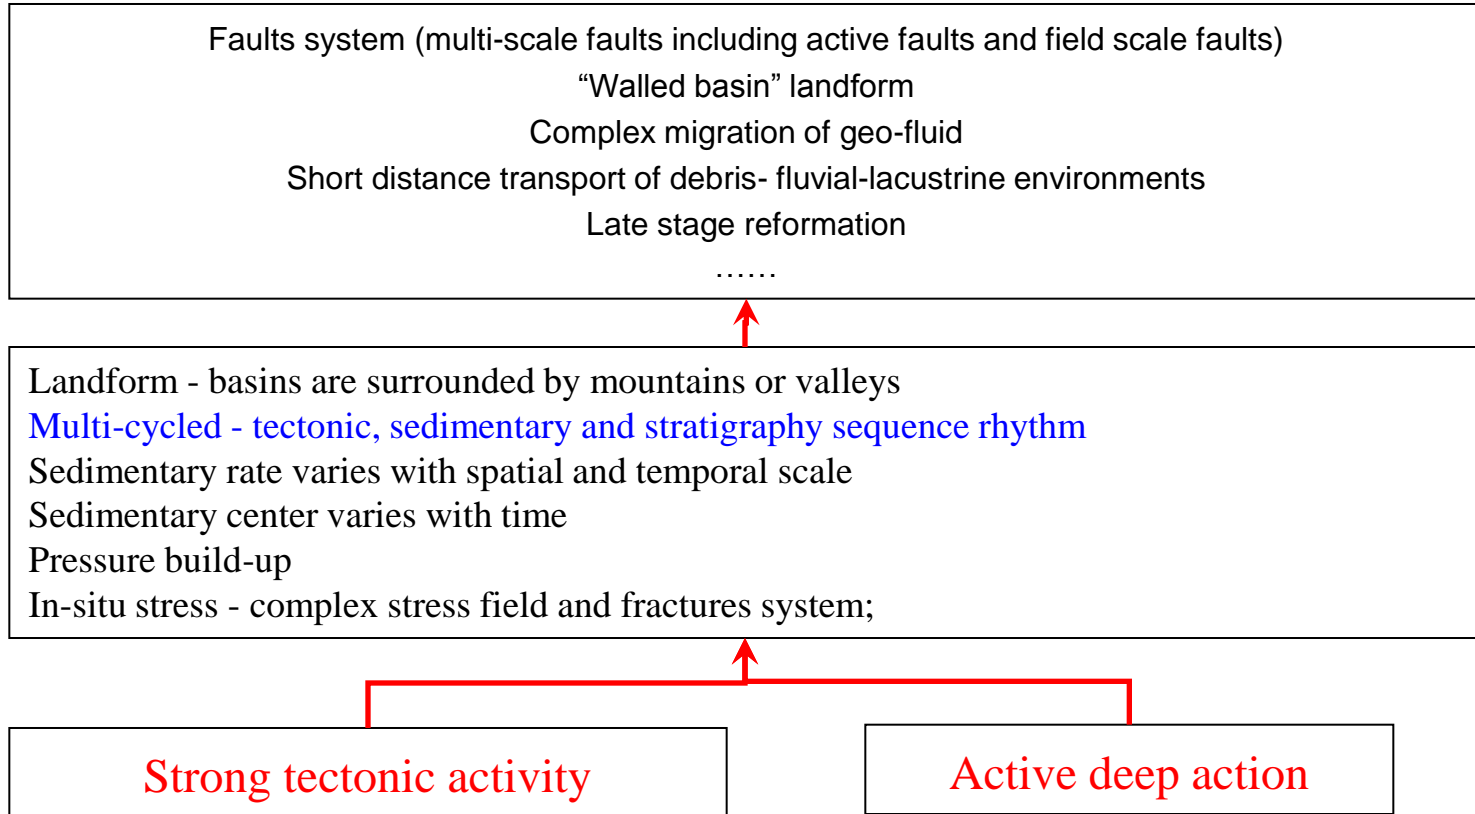 Faults system (multi-scale faults including active faults and field scale faults)
“Walled basin” landform
Complex migration of geo-fluid
Short distance transport of debris- fluvial-lacustrine environments
Late stage reformation
……
Landform - basins are surrounded by mountains or valleys
Multi-cycled - tectonic, sedimentary and stratigraphy sequence rhythm
Sedimentary rate varies with spatial and temporal scale
Sedimentary center varies with time
Pressure build-up
In-situ stress - complex stress field and fractures system;
Strong tectonic activity
Active deep action